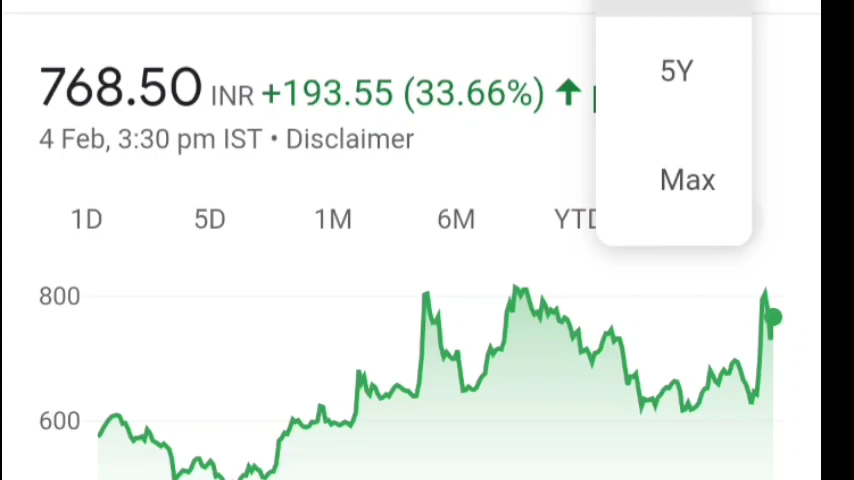 768.50 INR +193.55 (33.66%)
4 Feb, 3:30 pm IST • Disclaimer
5Y
Max
1D 5D 1M 6M YTD
800
600